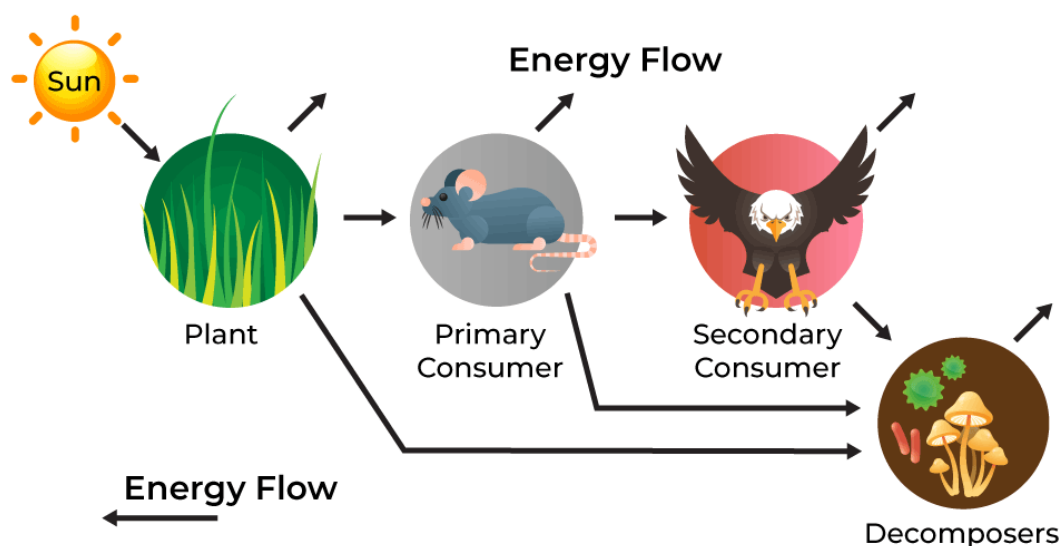 Sun
Energy Flow
Plant
Primary
Consumer
Secondary
Consumer
Energy Flow
Decomposers